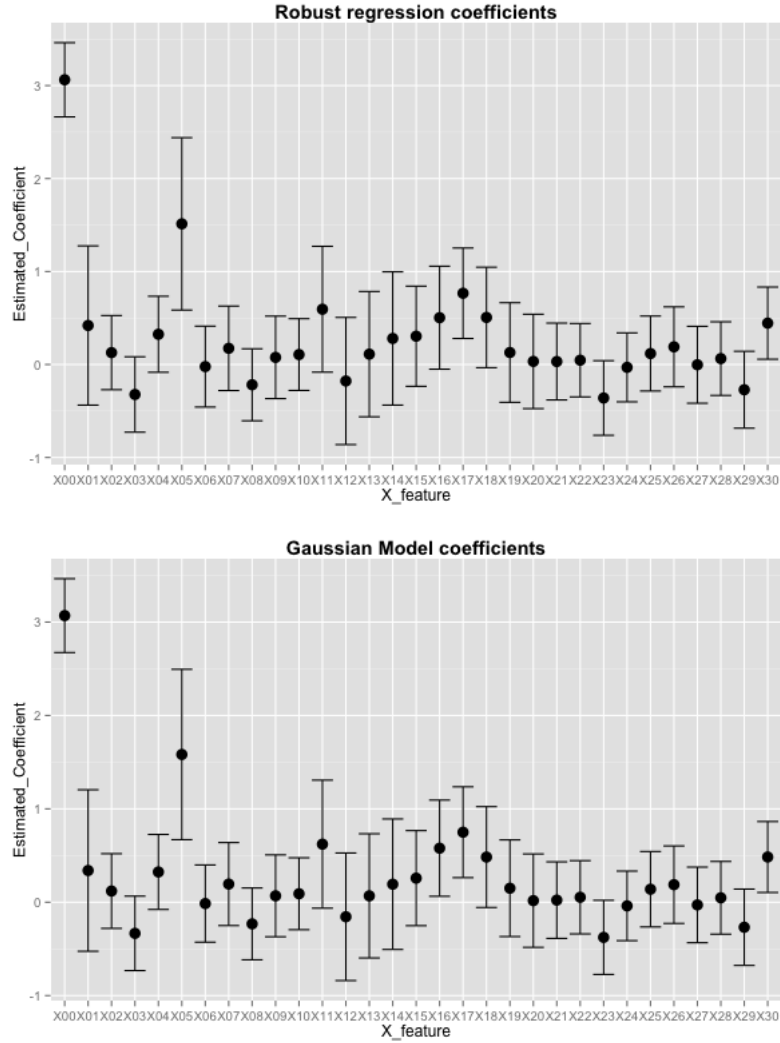 Robust regression coefficients
3
2
1
0
-1
Estimated_Coefficient
X00X01X02X03X04X05X06X07X08X09X10X11X12X13X14X15X16X17X18X19X20X21X22X23X24X25X26X27X28X29X30
X_feature
Gaussian Model coefficients
3
2
1
0
-1
Estimated_Coefficient
X00X01X02X03X04X05X06X07X08X09X10X11X12X13X14X15X16X17X18X19X20X21X22X23X24X25X26X27X28X29X30
X_feature